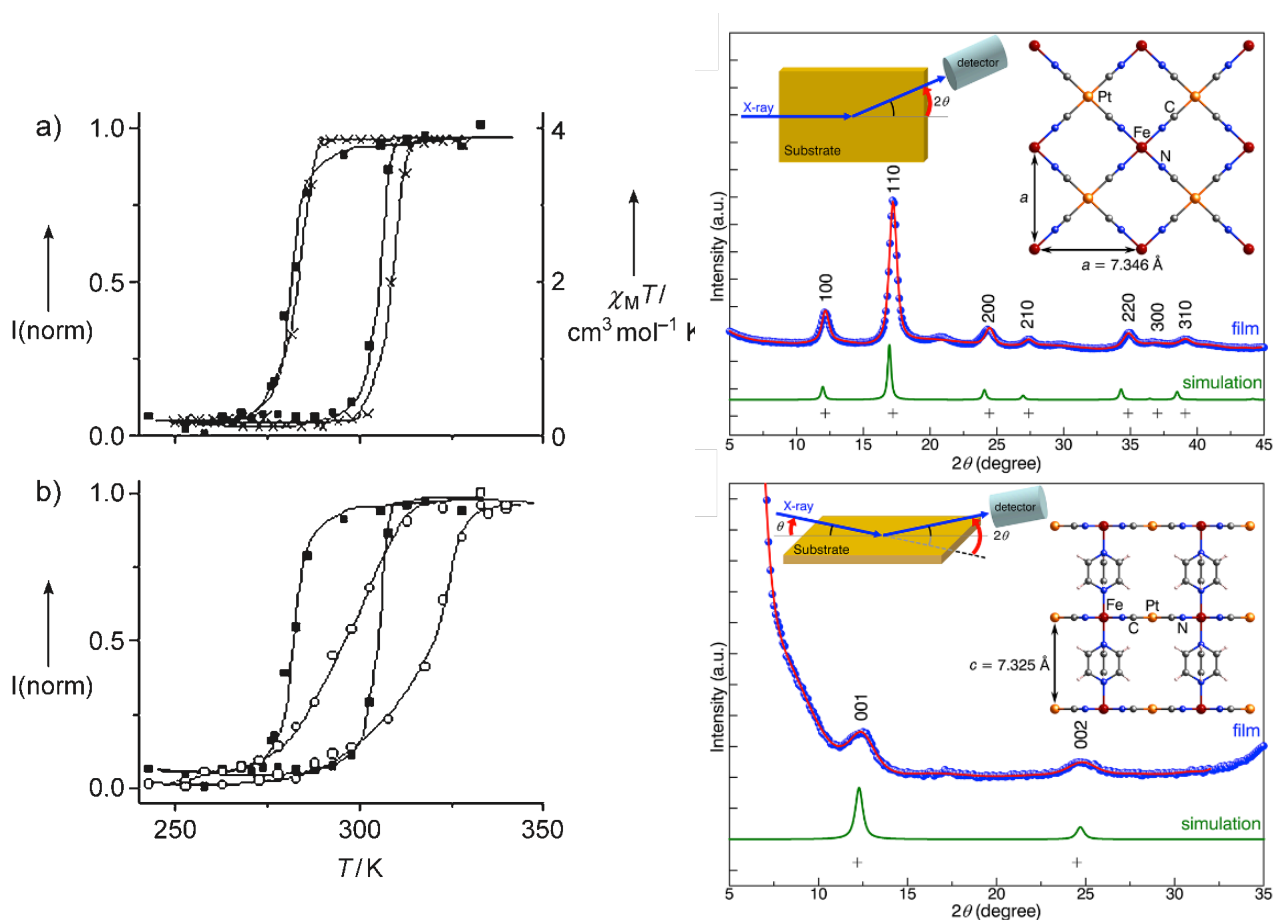 a)
1.0
0.5
0.0
I(norm)
4
2
0
χMT /
cm³ mol⁻¹ K
b)
1.0
0.5
0.0
I(norm)
250
300
350
T / K
X-ray
detector
2θ
Substrate
Pt
C
Fe
N
a
a = 7.346 Å
100
110
200
210
220
300
310
film
simulation
Intensity (a.u.)
5
10
15
20
25
30
35
40
45
2θ (degree)
X-ray
detector
θ
2θ
Substrate
Fe
Pt
C
N
c = 7.325 Å
001
002
film
simulation
Intensity (a.u.)
5
10
15
20
25
30
35
2θ (degree)